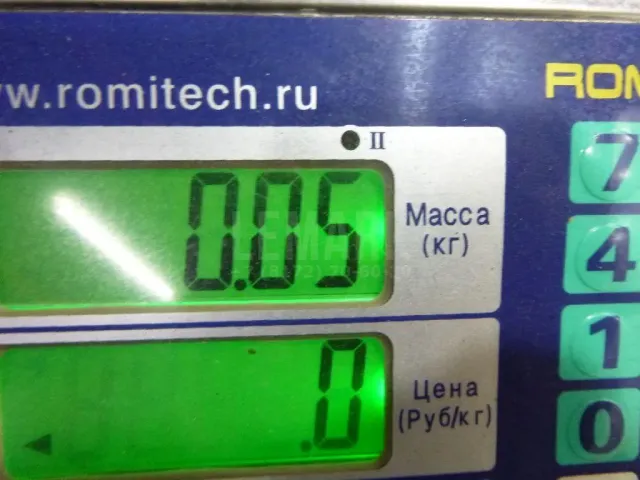 www.romitech.ru
ROM
II
0.05
Масса
(кг)
.0
Цена
(Руб/кг)
7
4
1
0